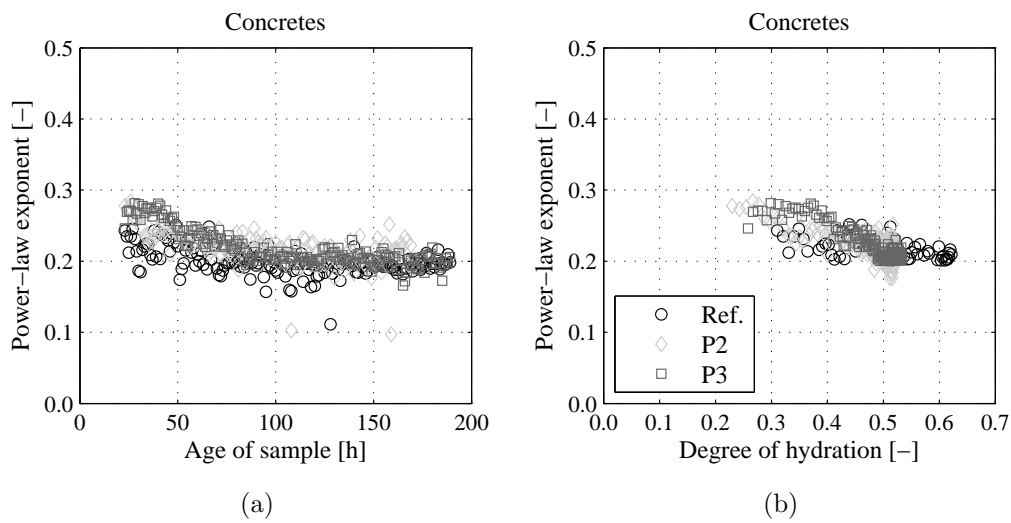 Concretes
0.5
0.4
0.3
0.2
0.1
0.0
Power−law exponent [−]
0
50
100
150
200
Age of sample [h]
(a)
Concretes
0.5
0.4
0.3
0.2
0.1
0.0
Power−law exponent [−]
Ref.
P2
P3
0.0
0.1
0.2
0.3
0.4
0.5
0.6
0.7
Degree of hydration [−]
(b)